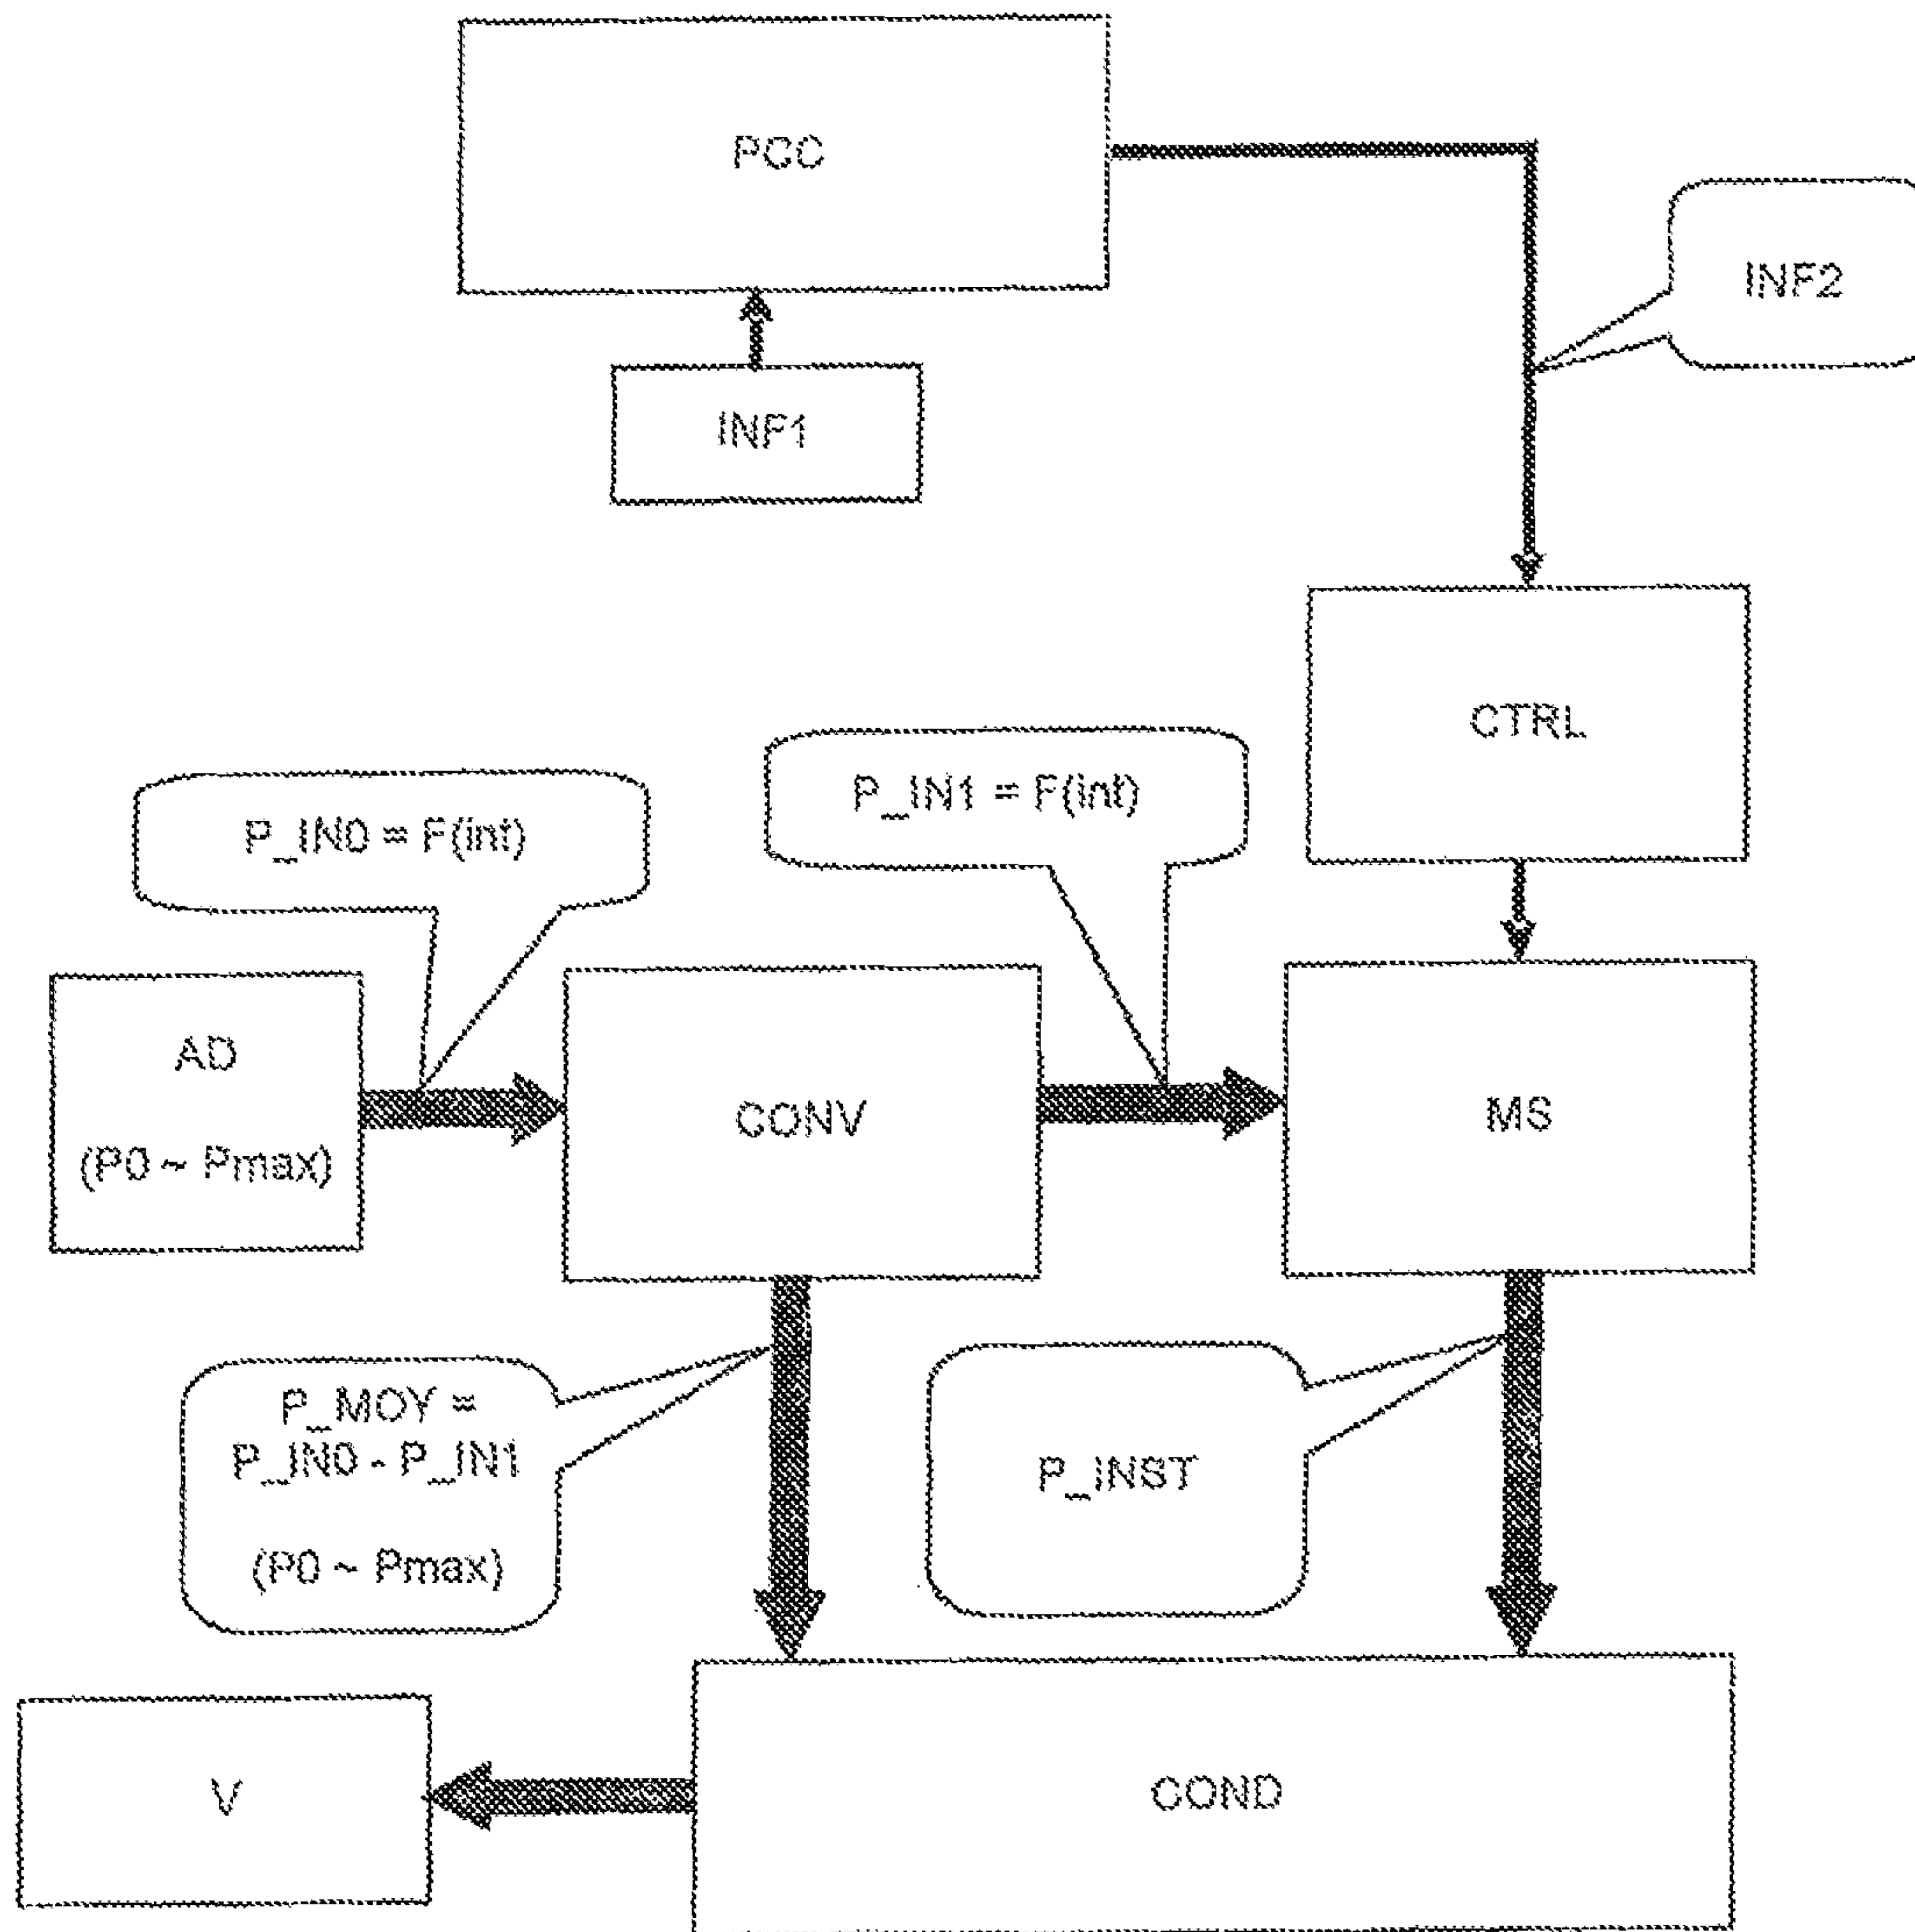 PCC
INF2
INF1
CTRL
P_IN1 = F(int)
P_IN0 = F(int)
AD
(P0 ~ Pmax)
CONV
MS
P_MOY =
P_IN0 - P_IN1
(P0 ~ Pmax)
P_INST
V
COND